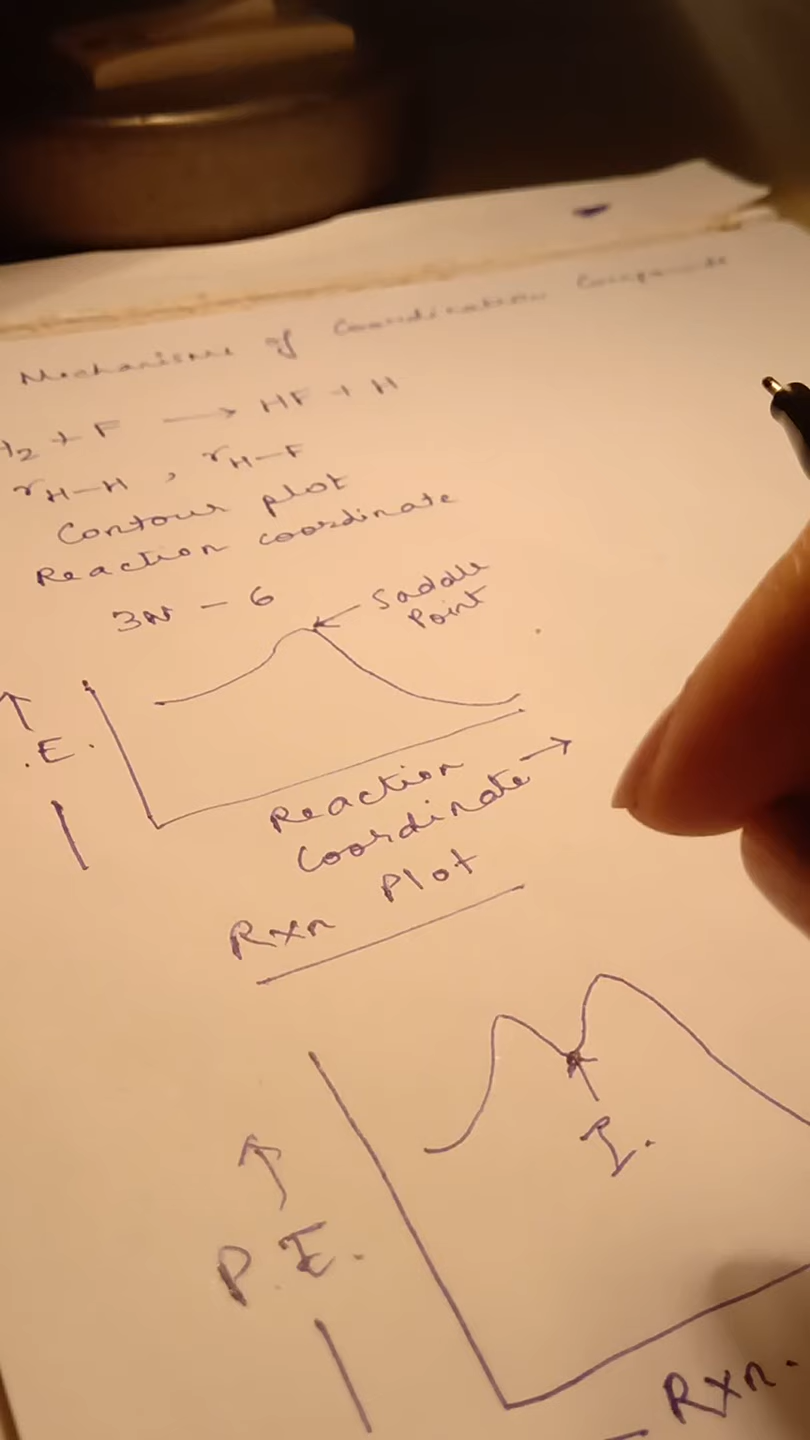 Mechanisms of Coordination Compounds
H2 + F → HF + H
rH-H , rH-F
Contour plot
Reaction coordinate
3N - 6
Saddle
Point
.E.
Reaction
Coordinate →
Rxn Plot
I.
P.E.
Rxn.